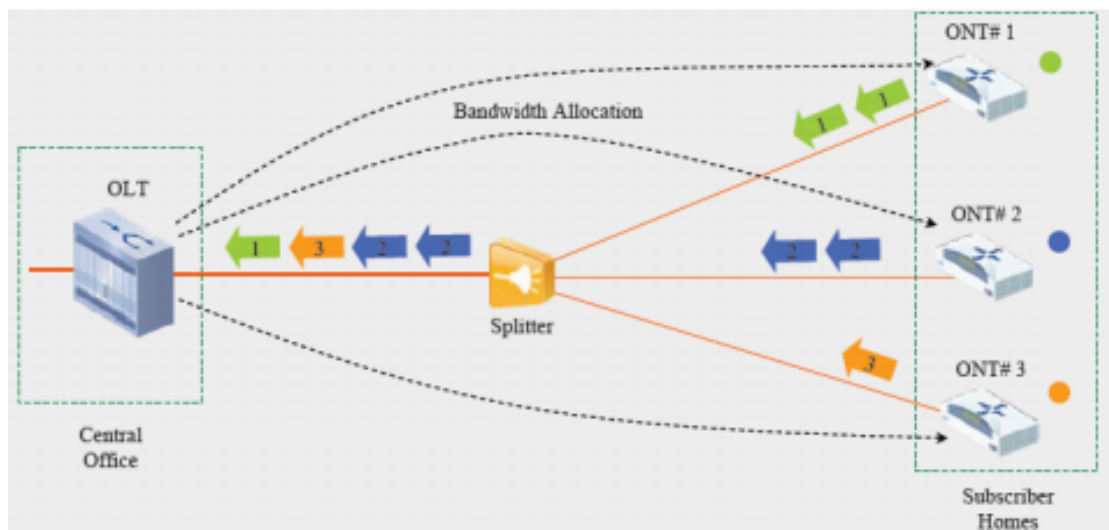 ONT# 1
1
1
Bandwidth Allocation
OLT
ONT# 2
1 3 2 2
2 2
Splitter
3
ONT# 3
Central
Office
Subscriber
Homes